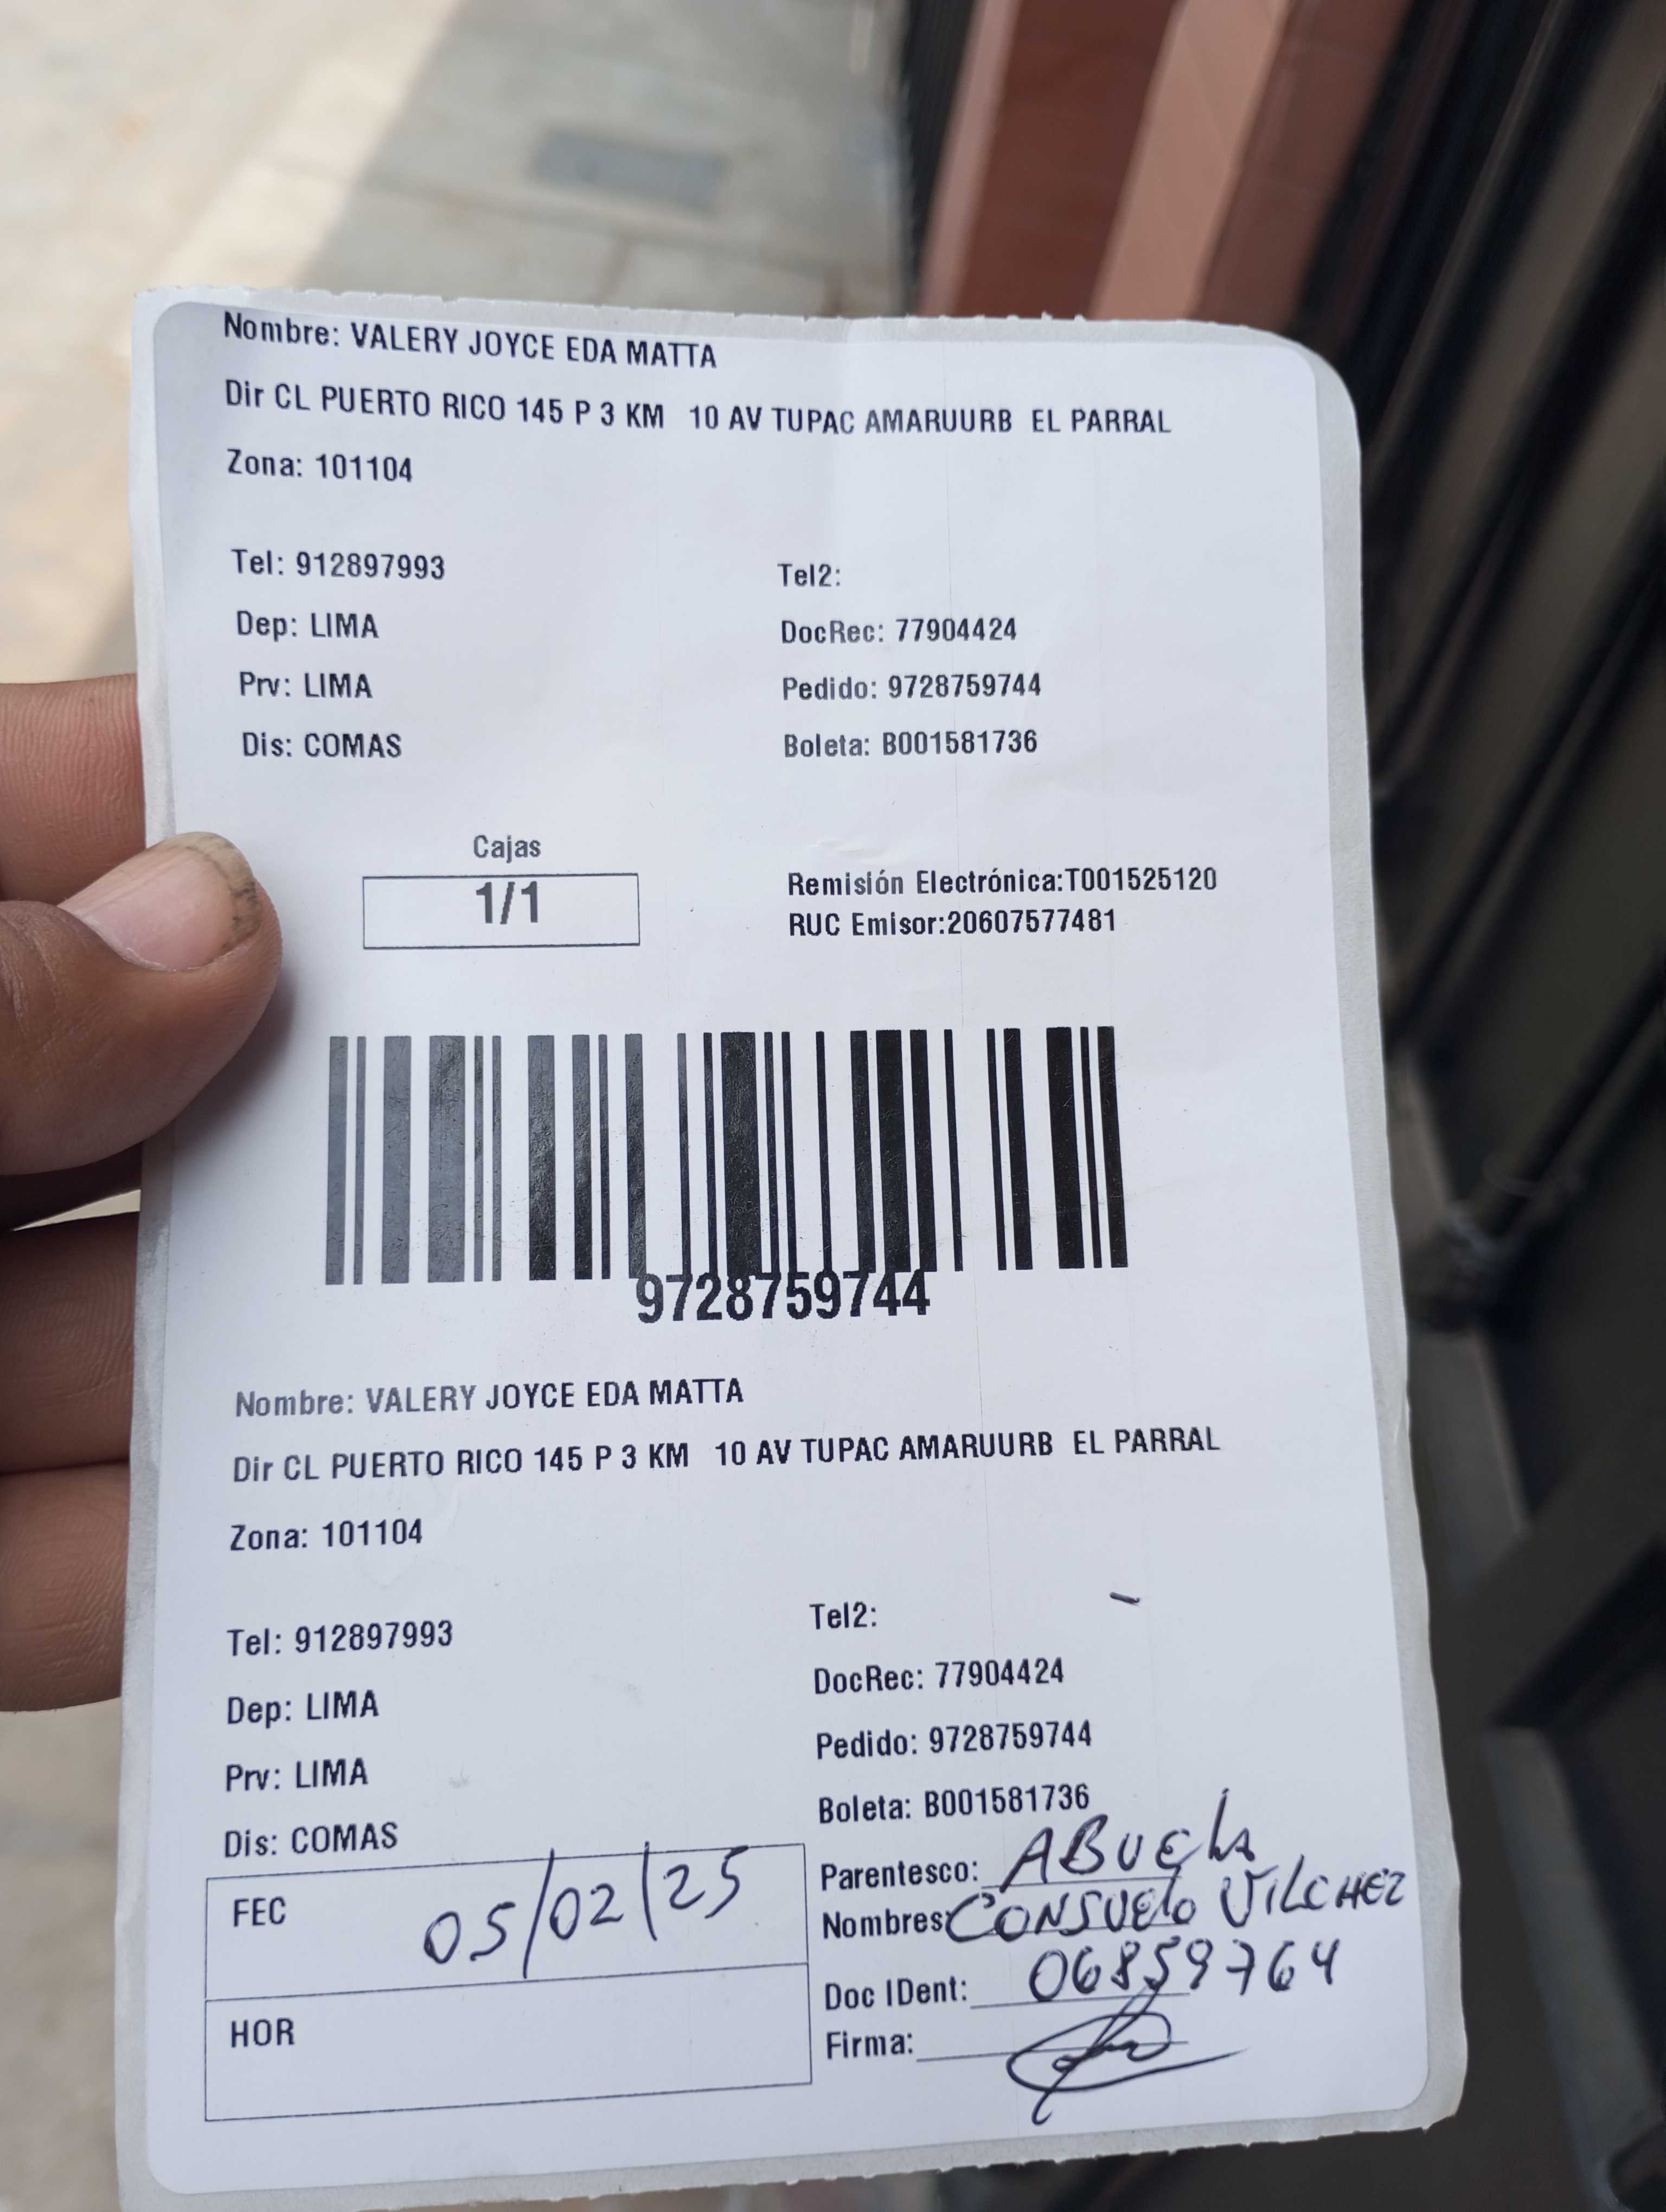 Nombre: VALERY JOYCE EDA MATTA
Dir CL PUERTO RICO 145 P 3 KM 10 AV TUPAC AMARUURB EL PARRAL
Zona: 101104
Tel: 912897993
Tel2:
Dep: LIMA
DocRec: 77904424
Prv: LIMA
Pedido: 9728759744
Dis: COMAS
Boleta: B001581736
Cajas
1/1
Remisión Electrónica:T001525120
RUC Emisor:20607577481
9728759744
Nombre: VALERY JOYCE EDA MATTA
Dir CL PUERTO RICO 145 P 3 KM 10 AV TUPAC AMARUURB EL PARRAL
Zona: 101104
Tel: 912897993
Tel2:
Dep: LIMA
DocRec: 77904424
Prv: LIMA
Pedido: 9728759744
Dis: COMAS
Boleta: B001581736
FEC 05/02/25
HOR
Parentesco: ABUELA
Nombres: CONSUELO VILCHEZ
Doc IDent: 06859764
Firma: